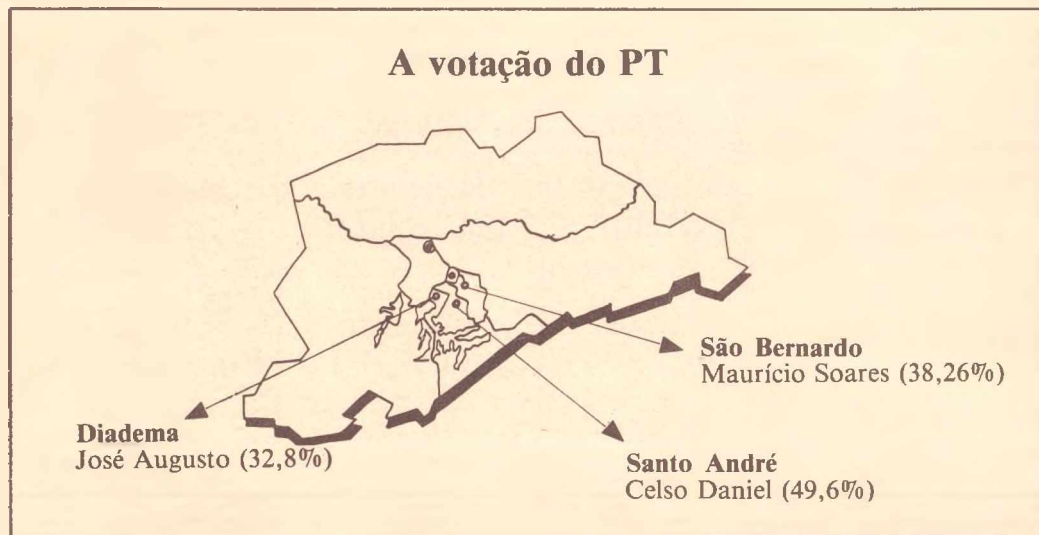 A votação do PT
São Bernardo
Maurício Soares (38,26%)
Diadema
José Augusto (32,8%)
Santo André
Celso Daniel (49,6%)